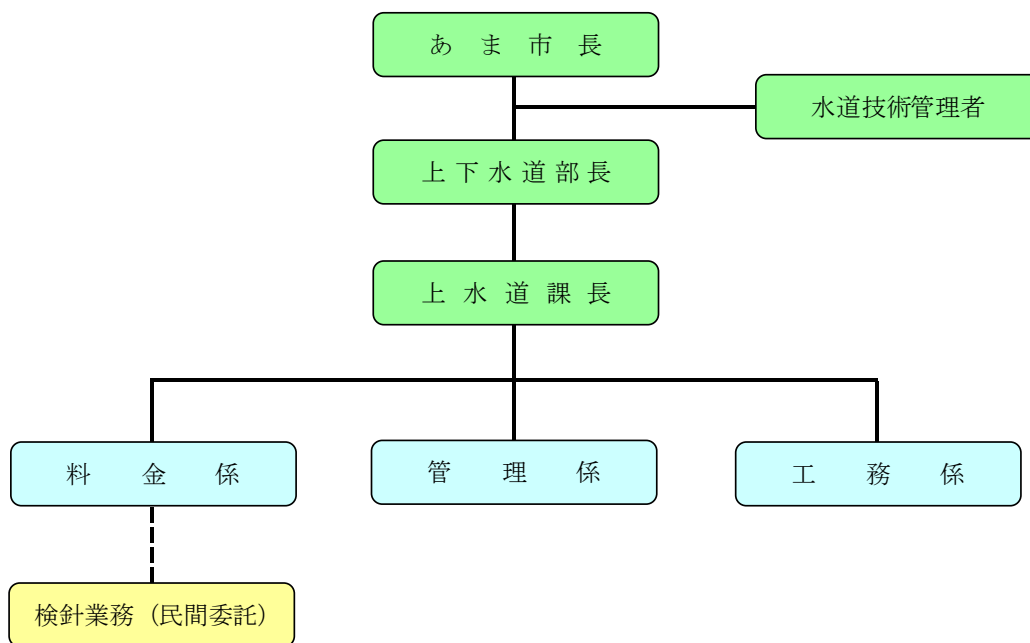 あま市長
水道技術管理者
上下水道部長
上水道課長
料金係
管理係
工務係
検針業務（民間委託）